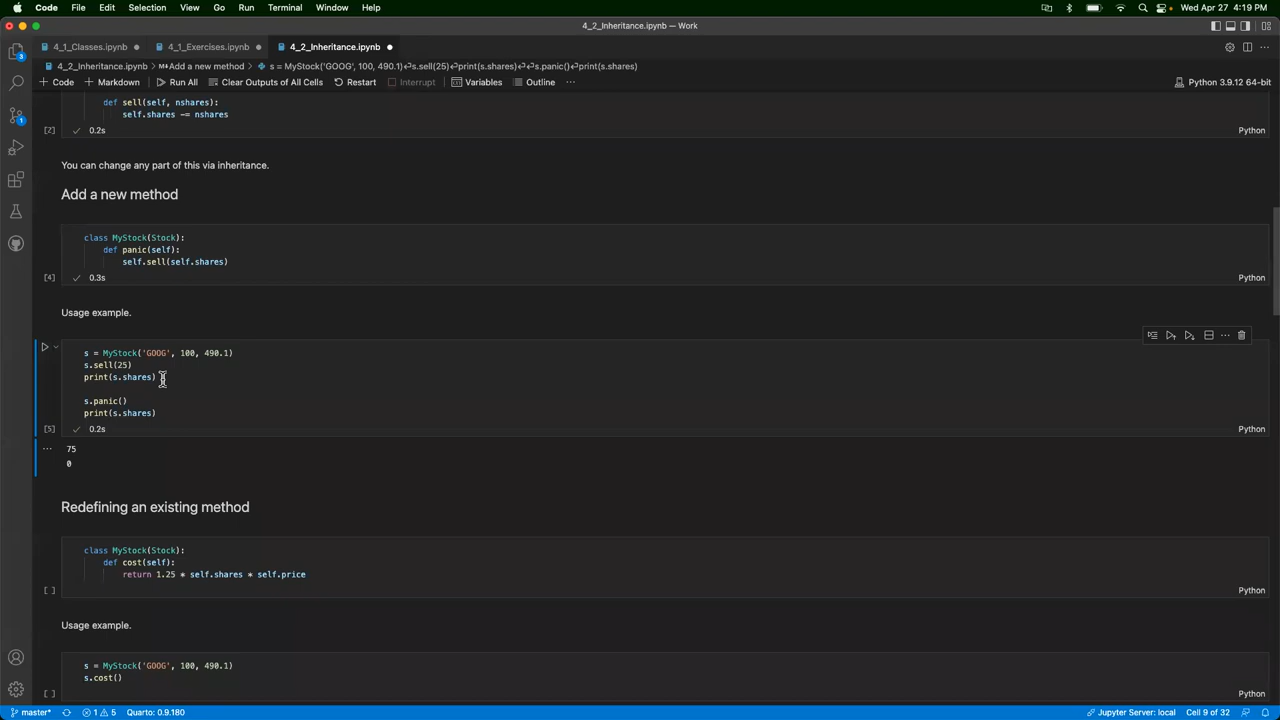 Code File Edit Selection View Go Run Terminal Window Help Wed Apr 27 4:19 PM
4_2_Inheritance.ipynb — Work
4_1_Classes.ipynb 4_1_Exercises.ipynb 4_2_Inheritance.ipynb
4_2_Inheritance.ipynb > M↓Add a new method > s = MyStock('GOOG', 100, 490.1)↵s.sell(25)↵print(s.shares)↵↵s.panic()↵print(s.shares)
+ Code + Markdown Run All Clear Outputs of All Cells Restart Interrupt Variables Outline ... Python 3.9.12 64-bit
def sell(self, nshares):
self.shares -= nshares
[2] 0.2s Python
You can change any part of this via inheritance.
Add a new method
class MyStock(Stock):
def panic(self):
self.sell(self.shares)
[4] 0.3s Python
Usage example.
s = MyStock('GOOG', 100, 490.1)
s.sell(25)
print(s.shares)
s.panic()
print(s.shares)
[5] 0.2s Python
... 75
0
Redefining an existing method
class MyStock(Stock):
def cost(self):
return 1.25 * self.shares * self.price
[ ] Python
Usage example.
s = MyStock('GOOG', 100, 490.1)
s.cost()
[ ] Python
master* 1 5 Quarto: 0.9.180 Jupyter Server: local Cell 9 of 32
3
1